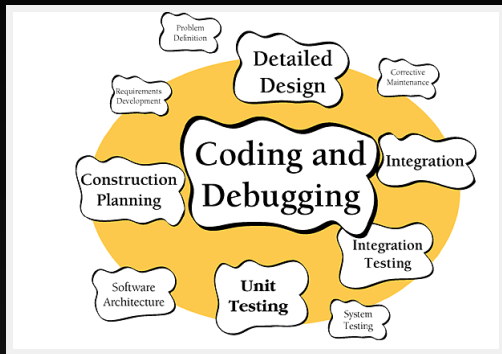 Problem
Definition
Detailed
Design
Corrective
Maintenance
Requirements
Development
Coding and
Debugging
Integration
Construction
Planning
Integration
Testing
Software
Architecture
Unit
Testing
System
Testing